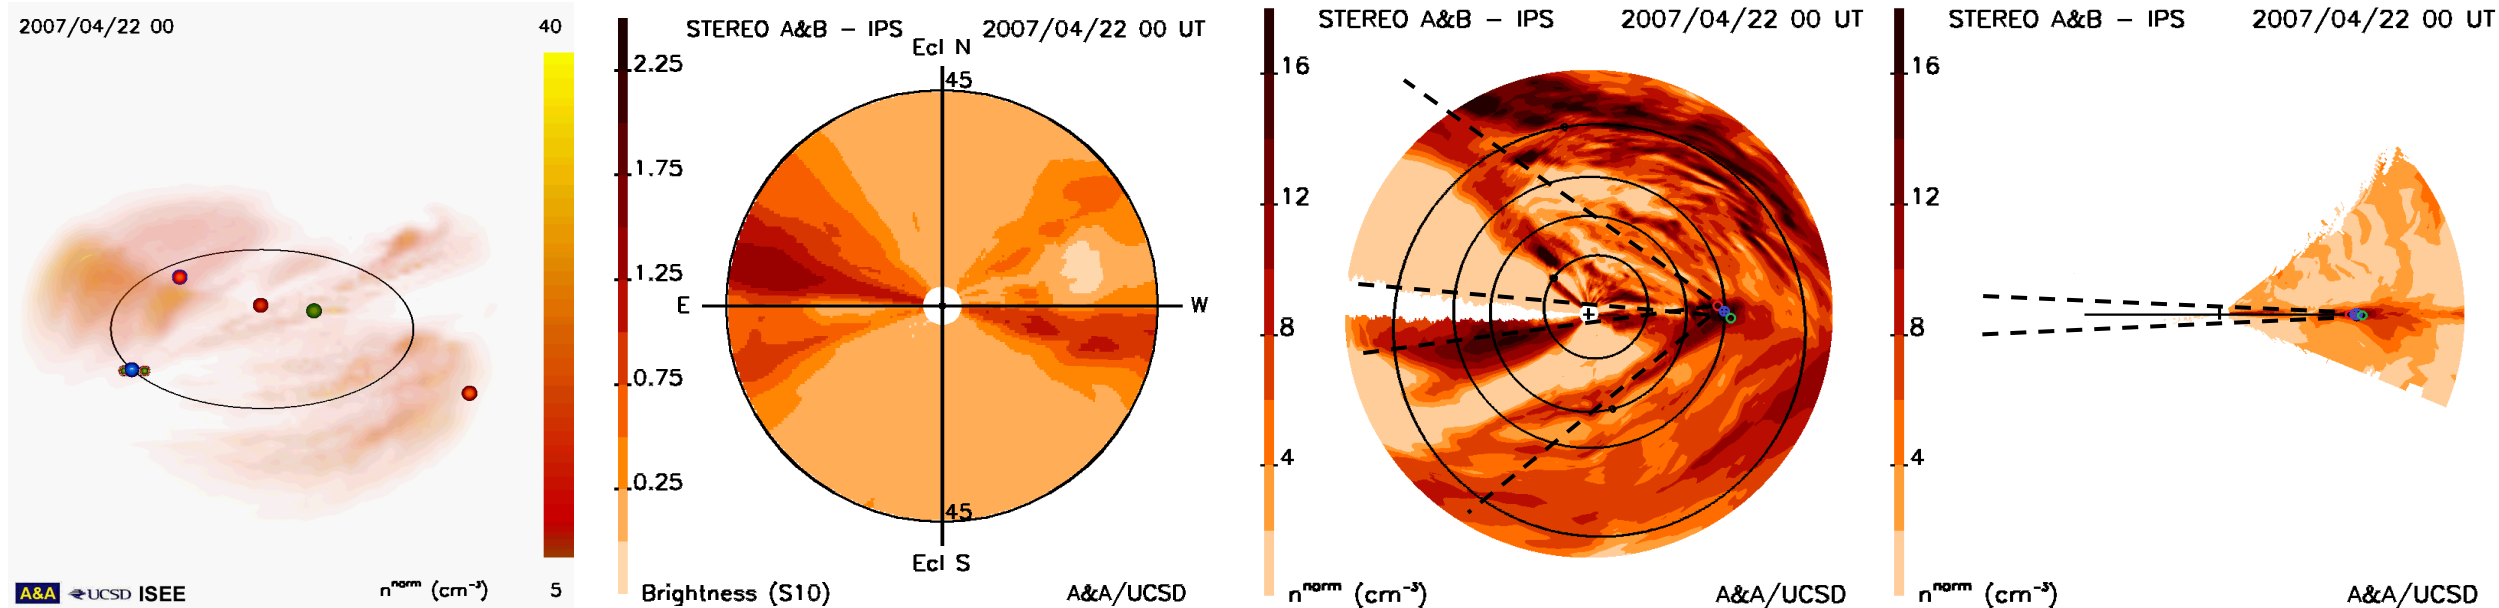 2007/04/22 00
40
A&A UCSD ISEE
n^norm (cm^-3)
5
STEREO A&B - IPS 2007/04/22 00 UT
Ecl N
45
2.25
1.75
1.25
0.75
0.25
E
W
45
Ecl S
Brightness (S10)
A&A/UCSD
STEREO A&B - IPS 2007/04/22 00 UT
16
12
8
4
n^norm (cm^-3)
A&A/UCSD
STEREO A&B - IPS 2007/04/22 00 UT
16
12
8
4
n^norm (cm^-3)
A&A/UCSD